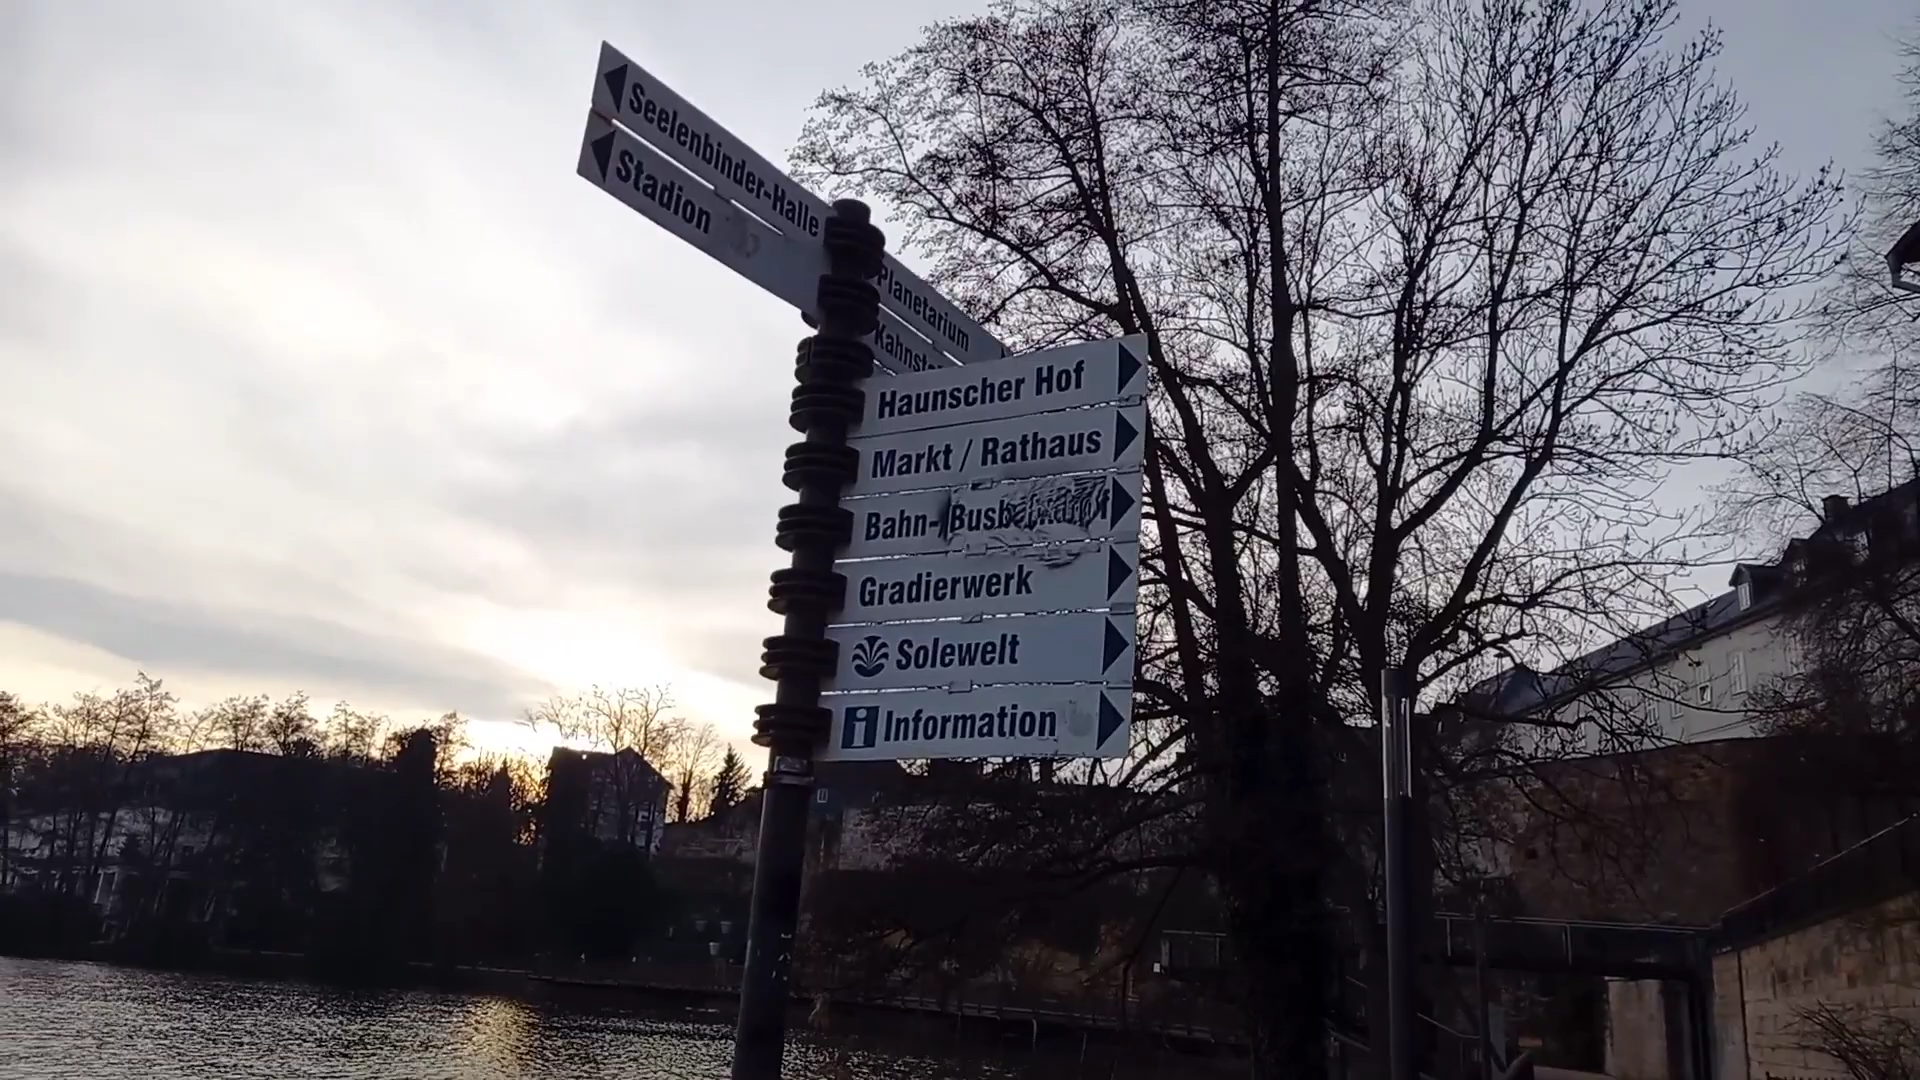 Seelenbinder-Halle
Stadion
Planetarium
Haunscher Hof
Markt / Rathaus
Bahn-/
Gradierwerk
Solewelt
i Information